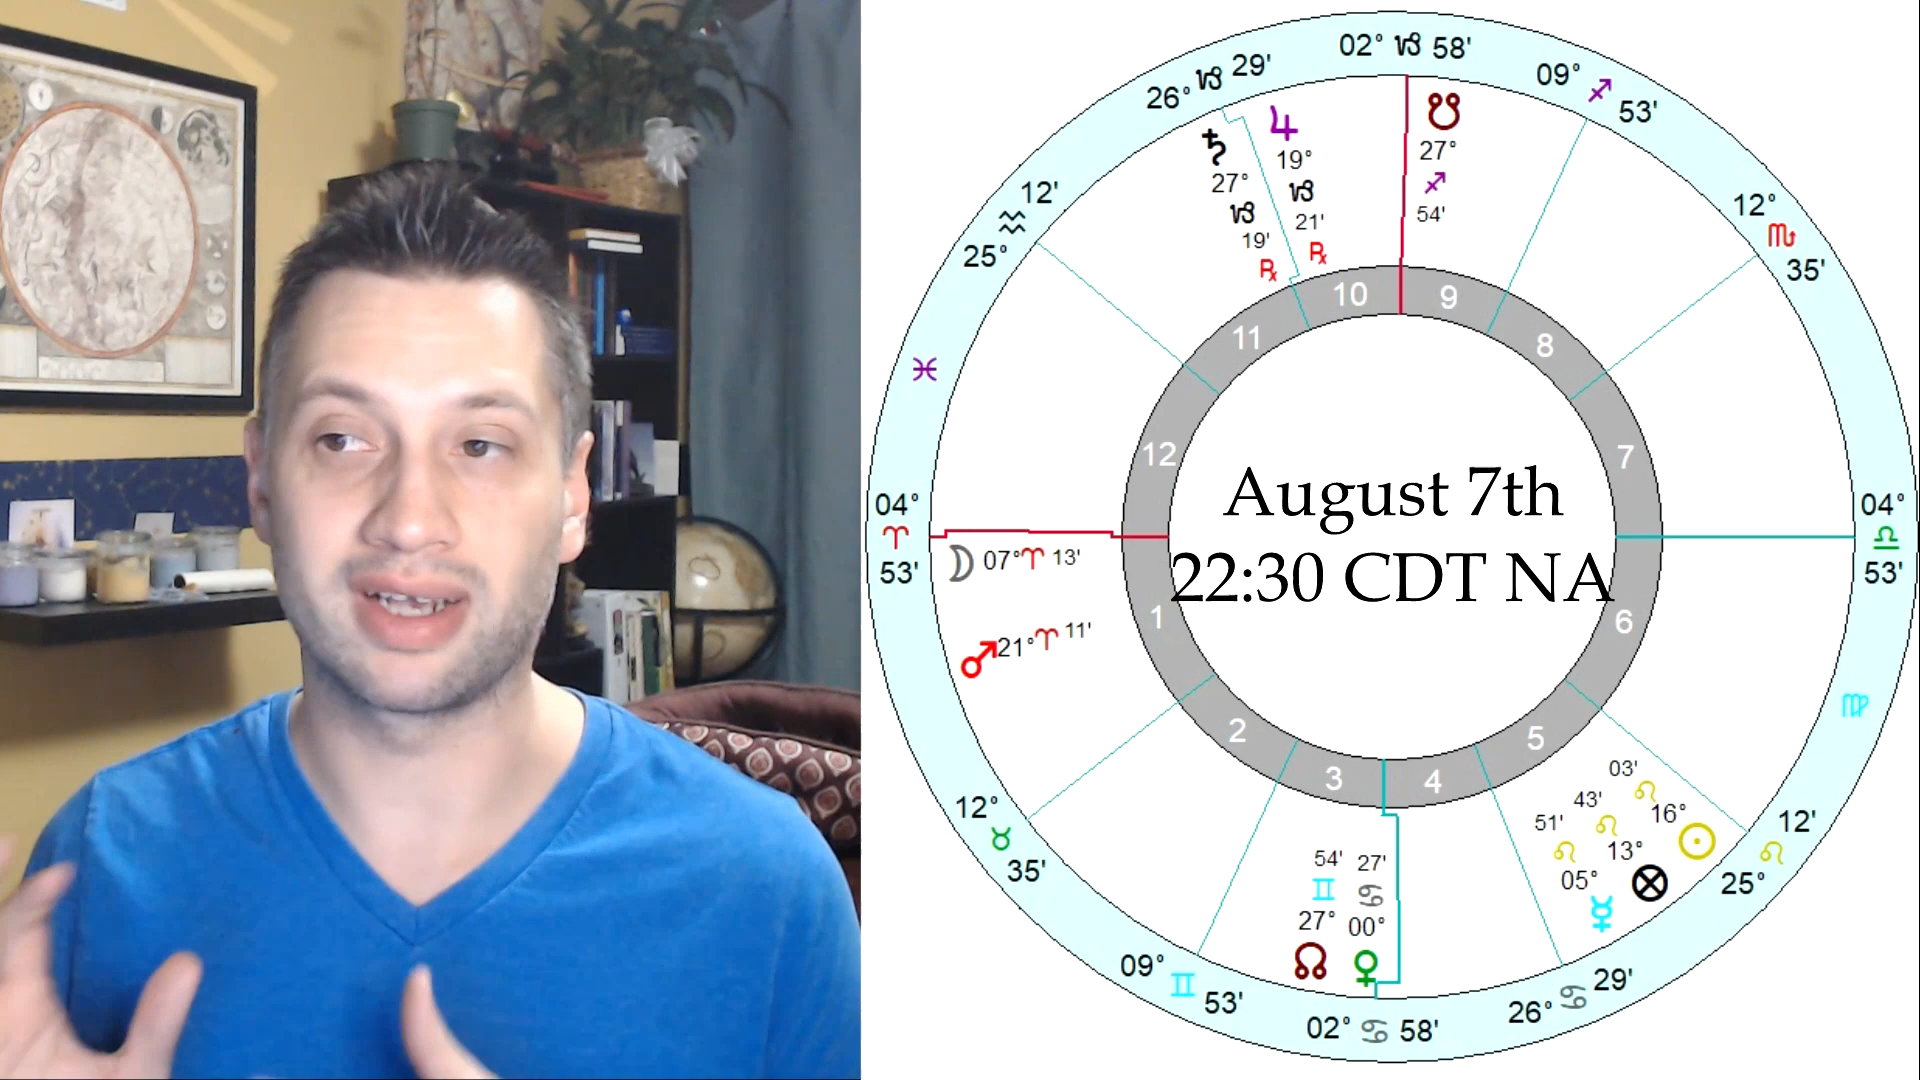 02° ♑ 58'
09° ♐ 53'
12° ♏ 35'
04° ♎ 53'
♍
25° ♌ 12'
26° ♋ 29'
02° ♋ 58'
09° ♊ 53'
12° ♉ 35'
04° ♈ 53'
♓
25° ♒ 12'
26° ♑ 29'
♄ 27° ♑ 19' ℞
♃ 19° ♑ 21' ℞
☋ 27° ♐ 54'
☽ 07° ♈ 13'
♂ 21° ♈ 11'
☊ 27° ♊ 54'
♀ 00° ♋ 27'
☿ 05° ♌ 51'
⊗ 13° ♌ 43'
☉ 16° ♌ 03'
10
9
8
7
6
5
4
3
2
1
12
11
August 7th
22:30 CDT NA